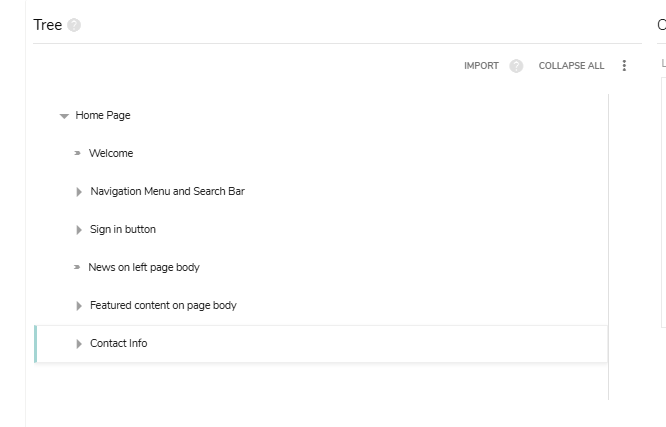 Tree ?
IMPORT ? COLLAPSE ALL
Home Page
Welcome
Navigation Menu and Search Bar
Sign in button
News on left page body
Featured content on page body
Contact Info